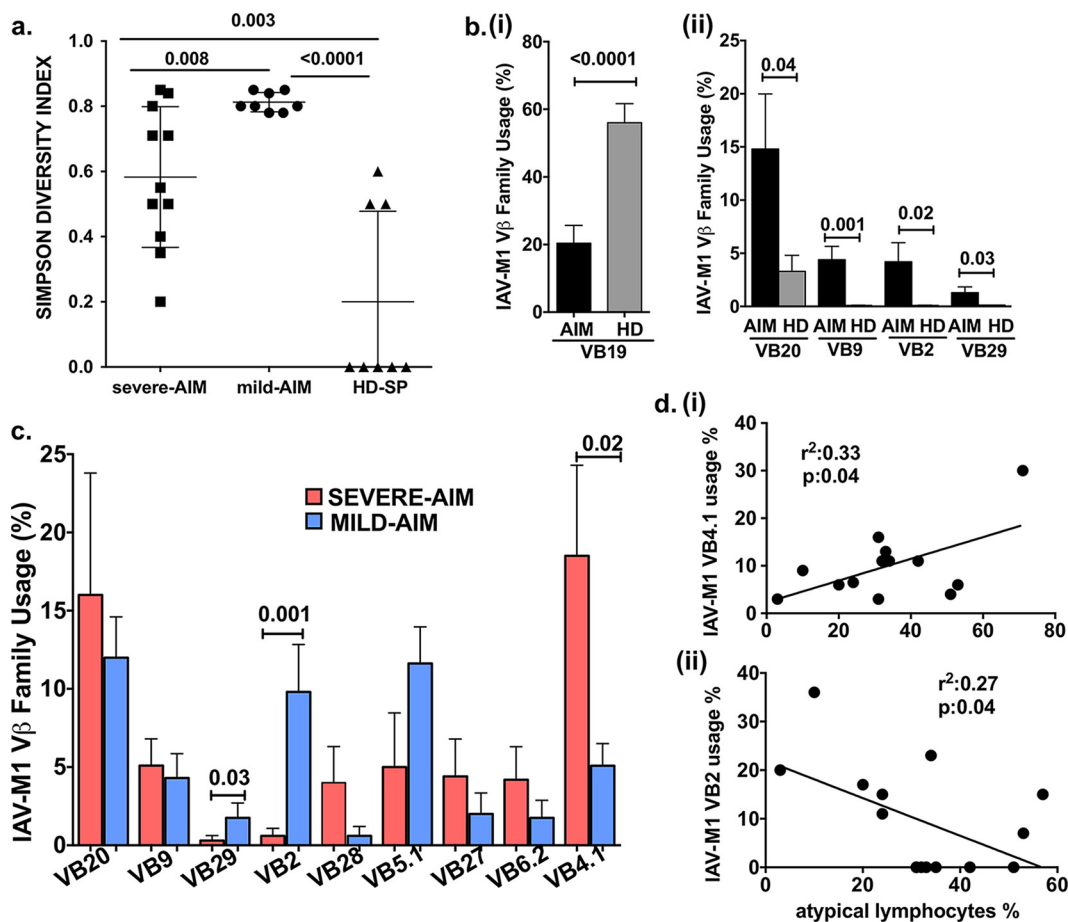 a.
0.003
0.008
<0.0001
SIMPSON DIVERSITY INDEX
1.0
0.8
0.6
0.4
0.2
0.0
severe-AIM mild-AIM HD-SP
b.(i)
<0.0001
IAV-M1 Vβ Family Usage (%)
80
60
40
20
0
AIM HD
VB19
(ii)
0.04
0.001
0.02
0.03
IAV-M1 Vβ Family Usage (%)
25
20
15
10
5
0
AIM HD AIM HD AIM HD AIM HD
VB20 VB9 VB2 VB29
c.
0.02
SEVERE-AIM
MILD-AIM
0.001
0.03
IAV-M1 Vβ Family Usage (%)
25
20
15
10
5
0
VB20 VB9 VB29 VB2 VB28 VB5.1 VB27 VB6.2 VB4.1
d. (i)
r²:0.33
p:0.04
IAV-M1 VB4.1 usage %
40
30
20
10
0
0 20 40 60 80
(ii)
r²:0.27
p:0.04
IAV-M1 VB2 usage %
40
30
20
10
0
0 20 40 60
atypical lymphocytes %